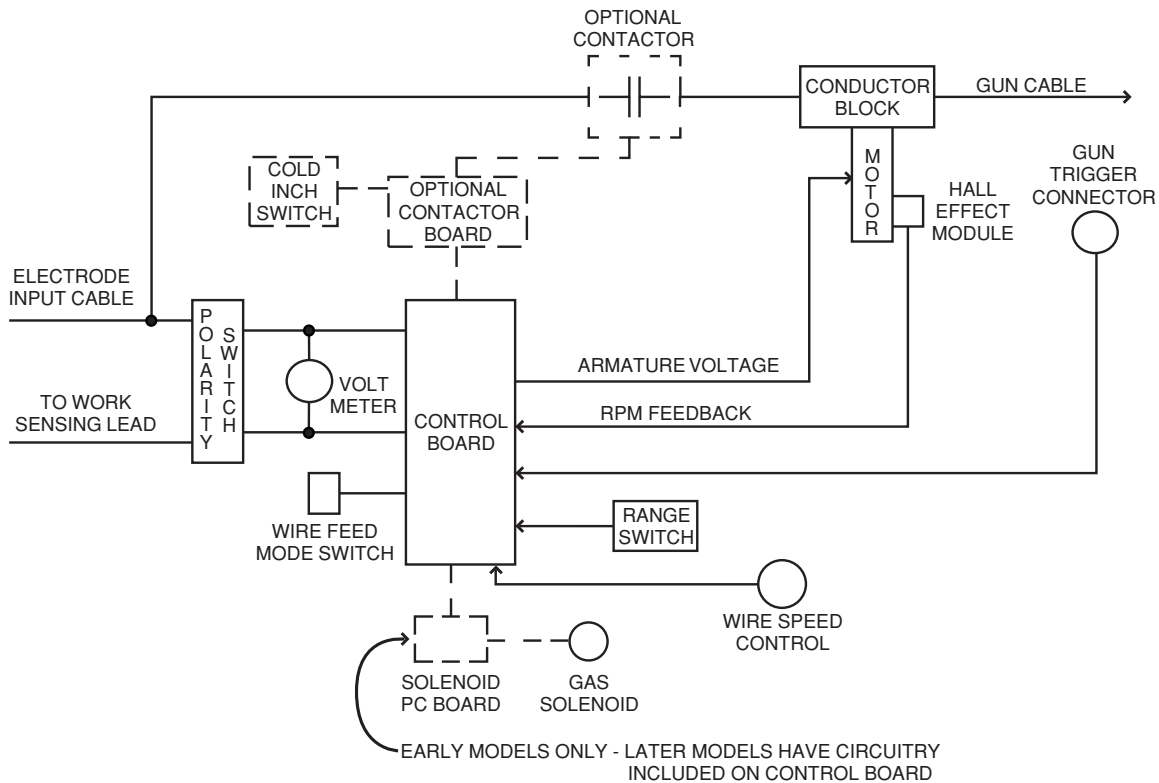 OPTIONAL
CONTACTOR
CONDUCTOR
BLOCK
GUN CABLE
MOTOR
HALL
EFFECT
MODULE
GUN
TRIGGER
CONNECTOR
COLD
INCH
SWITCH
OPTIONAL
CONTACTOR
BOARD
ELECTRODE
INPUT CABLE
POLARITY
SWITCH
VOLT
METER
TO WORK
SENSING LEAD
CONTROL
BOARD
ARMATURE VOLTAGE
RPM FEEDBACK
WIRE FEED
MODE SWITCH
RANGE
SWITCH
WIRE SPEED
CONTROL
SOLENOID
PC BOARD
GAS
SOLENOID
EARLY MODELS ONLY - LATER MODELS HAVE CIRCUITRY
INCLUDED ON CONTROL BOARD